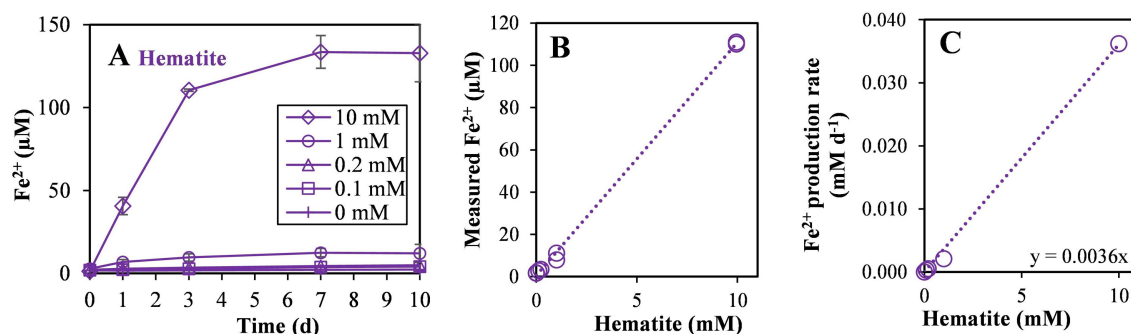 A Hematite
Fe²⁺ (μM)
150
100
50
0
0 1 2 3 4 5 6 7 8 9 10
Time (d)
10 mM
1 mM
0.2 mM
0.1 mM
0 mM
B
Measured Fe²⁺ (μM)
120
100
80
60
40
20
0
0 5 10
Hematite (mM)
C
Fe²⁺ production rate
(mM d⁻¹)
0.040
0.030
0.020
0.010
0.000
y = 0.0036x
0 5 10
Hematite (mM)